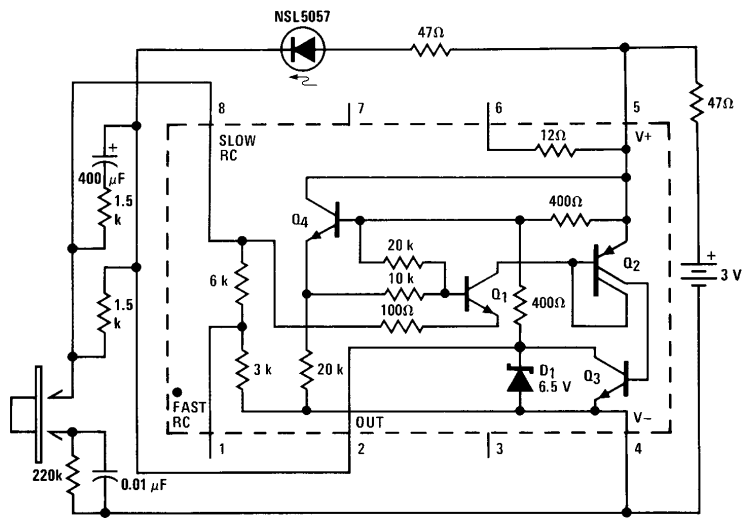 NSL5057
47Ω
47Ω
8
7
6
5
SLOW
RC
12Ω
V+
+
400 μF
1.5
k
Q4
400Ω
20 k
Q2
+
3 V
6 k
10 k
Q1
400Ω
100Ω
1.5
k
3 k
20 k
D1
6.5 V
Q3
FAST
RC
OUT
V−
1
2
3
4
220k
0.01 μF